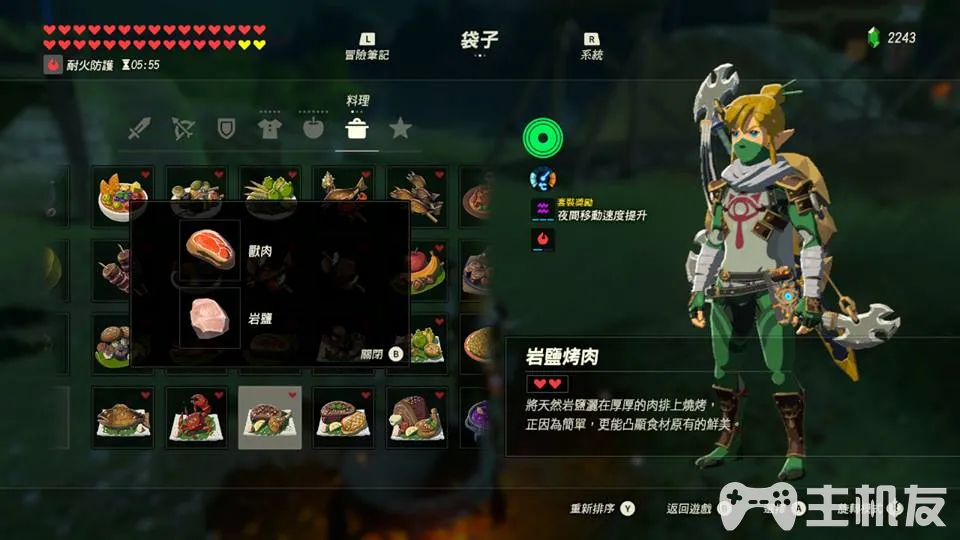 L
冒險筆記
袋子
R
系統
2243
耐火防護 05:55
料理
套裝獎勵
夜間移動速度提升
獸肉
岩鹽
關閉 B
岩鹽烤肉
將天然岩鹽灑在厚厚的肉排上燒烤，
正因為簡單，更能凸顯食材原有的鮮美。
重新排序 Y
返回遊戲
主机友